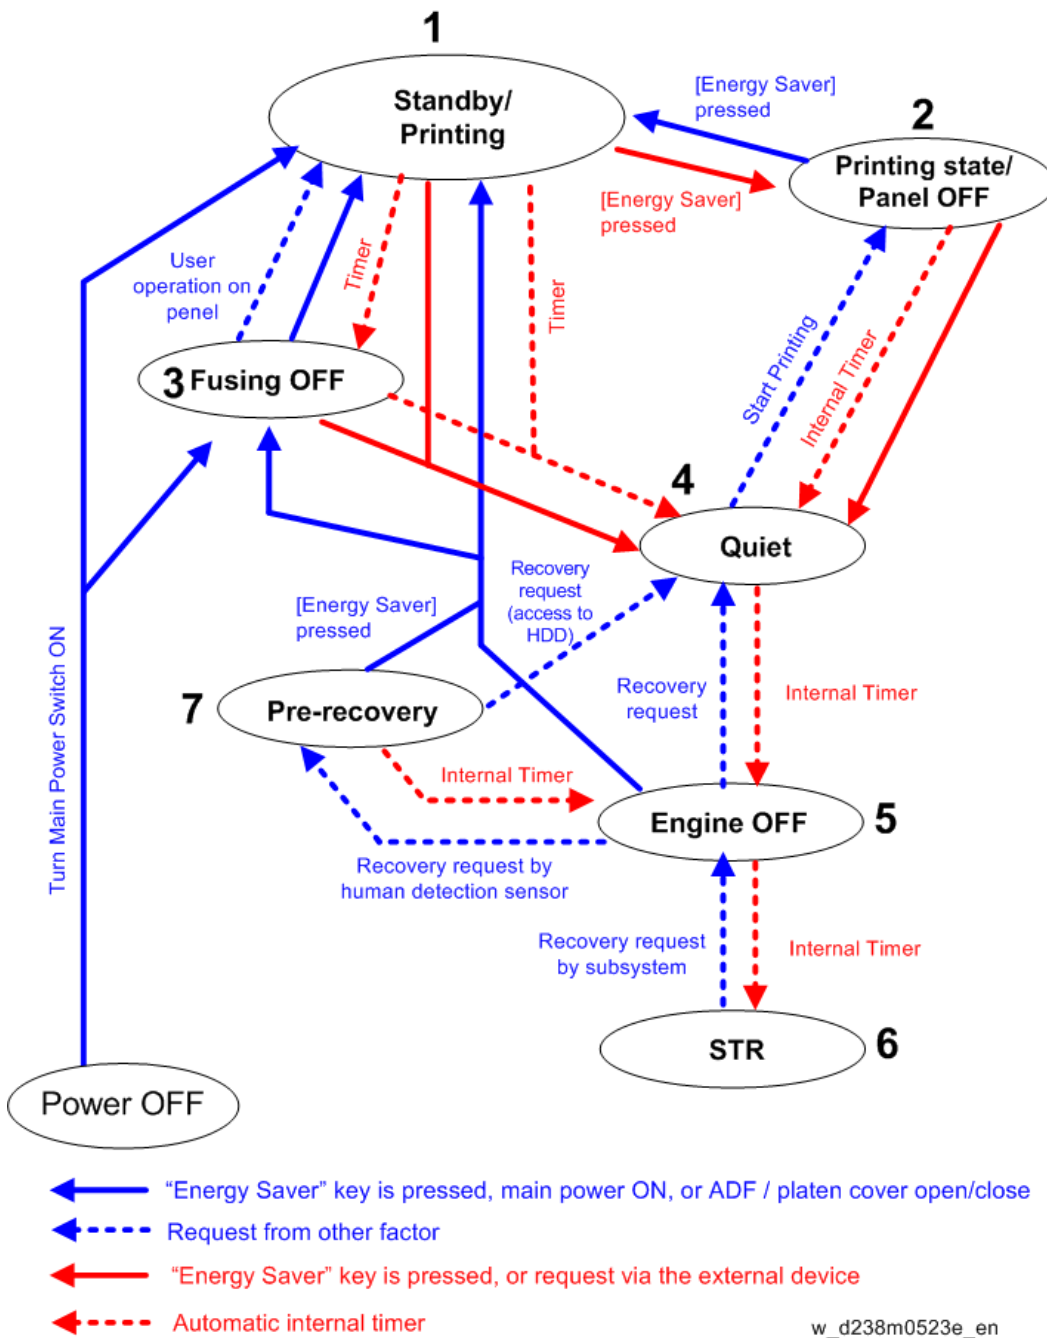 1
Standby/
Printing
[Energy Saver]
pressed
2
Printing state/
Panel OFF
[Energy Saver]
pressed
User
operation on
penel
Timer
Timer
Start Printing
Internal Timer
3 Fusing OFF
4
Quiet
Recovery
request
(access to
HDD)
[Energy Saver]
pressed
Turn Main Power Switch ON
7
Pre-recovery
Recovery
request
Internal Timer
Internal Timer
Engine OFF
5
Recovery request by
human detection sensor
Recovery request
by subsystem
Internal Timer
STR
6
Power OFF
“Energy Saver” key is pressed, main power ON, or ADF / platen cover open/close
Request from other factor
“Energy Saver” key is pressed, or request via the external device
Automatic internal timer
w_d238m0523e_en